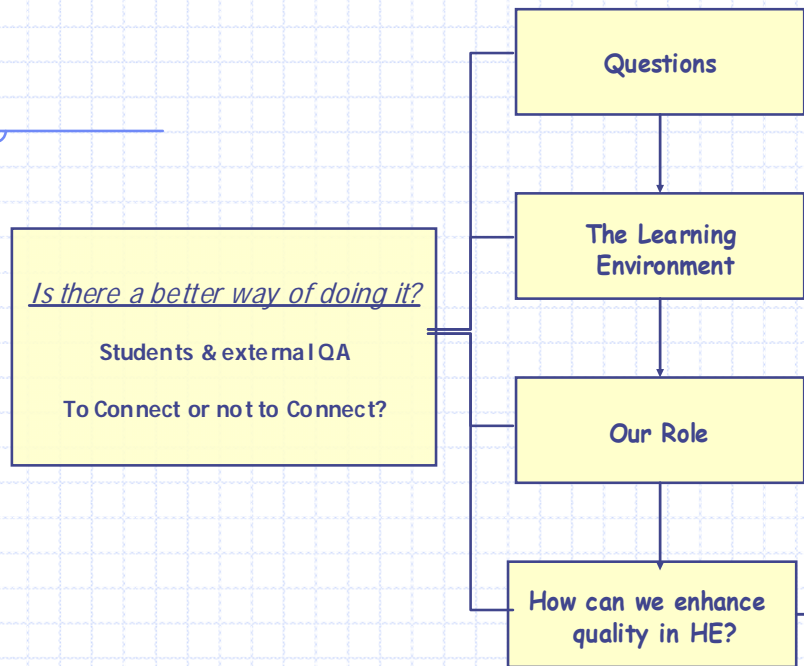 Questions
The Learning
Environment
Is there a better way of doing it?
Students & external QA
To Connect or not to Connect?
Our Role
How can we enhance
quality in HE?